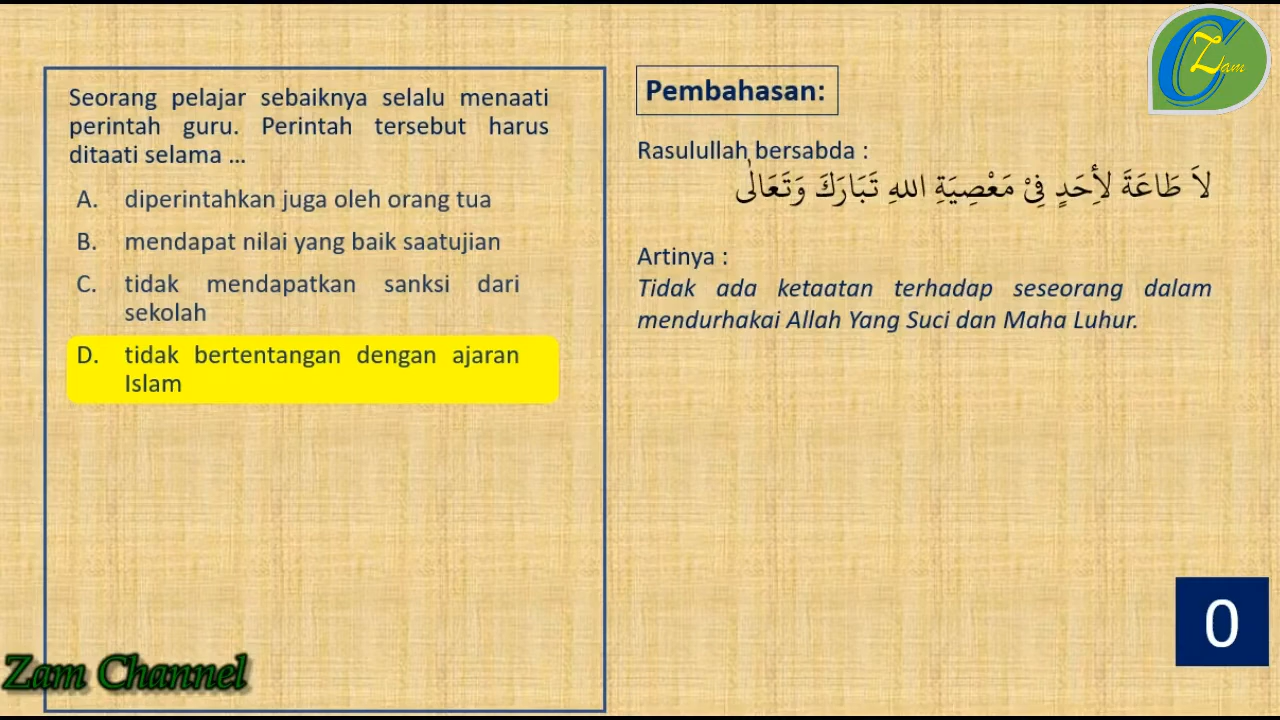 Seorang pelajar sebaiknya selalu menaati
perintah guru. Perintah tersebut harus
ditaati selama ...
A. diperintahkan juga oleh orang tua
B. mendapat nilai yang baik saatujian
C. tidak mendapatkan sanksi dari
sekolah
D. tidak bertentangan dengan ajaran
Islam
Pembahasan:
Rasulullah bersabda :
لاَ طَاعَةَ لأَِحَدٍ فِيْ مَعْصِيَةِ اللهِ تَبَارَكَ وَتَعَالٰى
Artinya :
Tidak ada ketaatan terhadap seseorang dalam
mendurhakai Allah Yang Suci dan Maha Luhur.
C Zam
0
Zam Channel